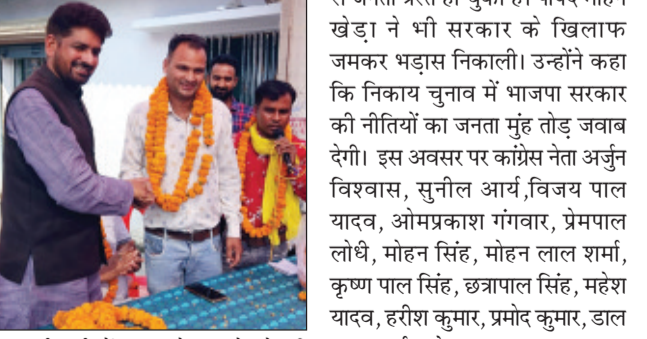 खेड़ा ने भी सरकार के खिलाफ
जमकर भड़ास निकाली। उन्होंने कहा
कि निकाय चुनाव में भाजपा सरकार
की नीतियों का जनता मुंह तोड़ जवाब
देगी। इस अवसर पर कांग्रेस नेता अर्जुन
विश्वास, सुनील आर्य ,विजय पाल
यादव, ओमप्रकाश गंगवार, प्रेमपाल
लोधी, मोहन सिंह, मोहन लाल शर्मा,
कृष्ण पाल सिंह, छत्रापाल सिंह, महेश
यादव, हरीश कुमार, प्रमोद कुमार, डाल